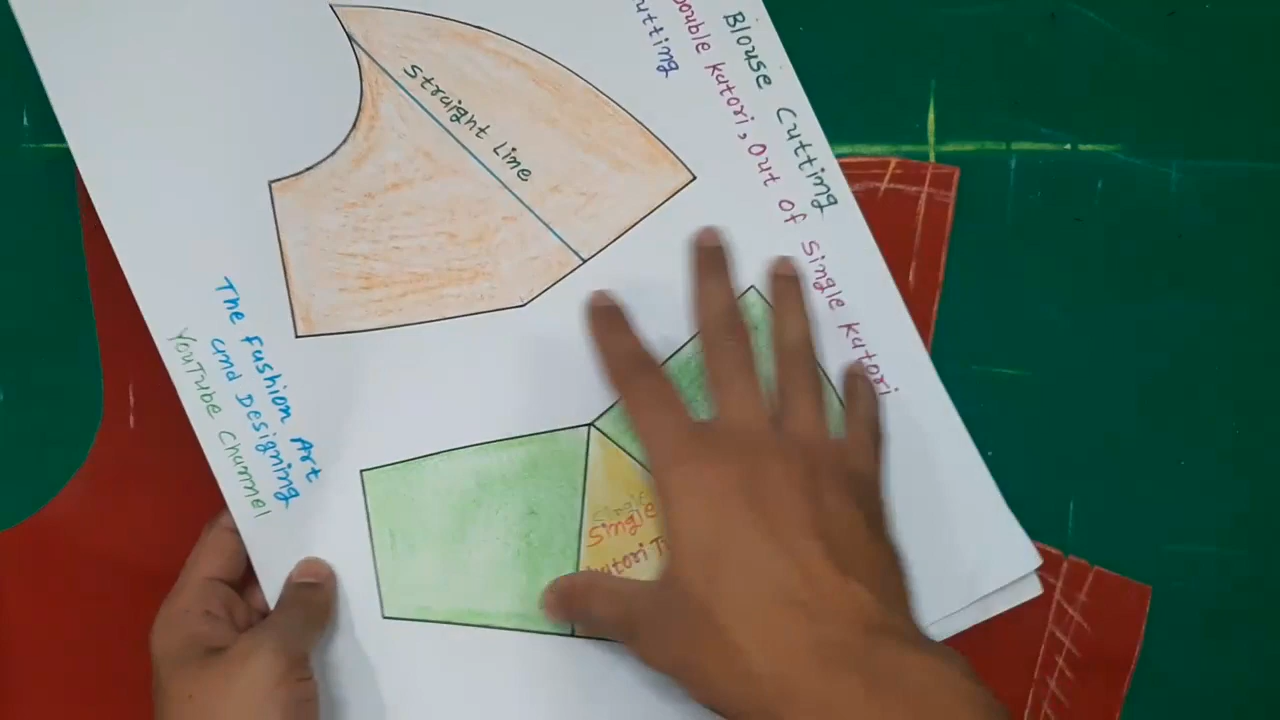 Blouse Cutting
Double Katori, Out of Single Katori
cutting
Straight Line
The Fashion Art
and Designing
YouTube Channel
Single
Katori